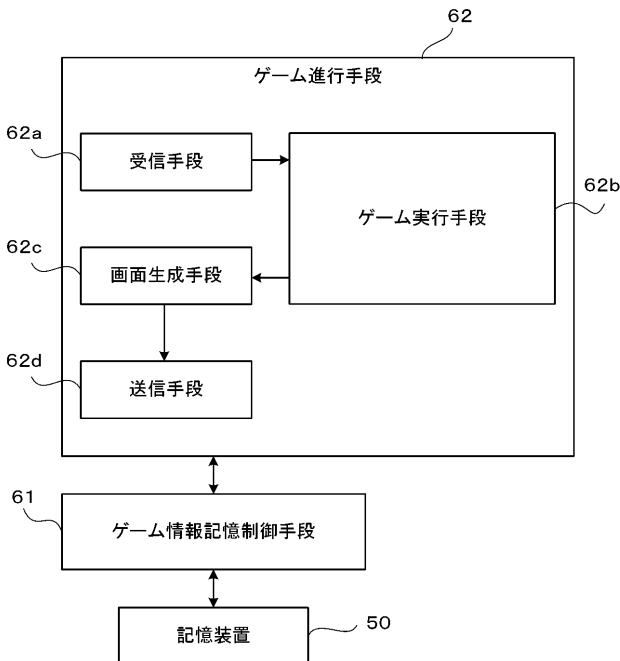 62
ゲーム進行手段
62a
受信手段
62b
ゲーム実行手段
62c
画面生成手段
62d
送信手段
61
ゲーム情報記憶制御手段
記憶装置
50